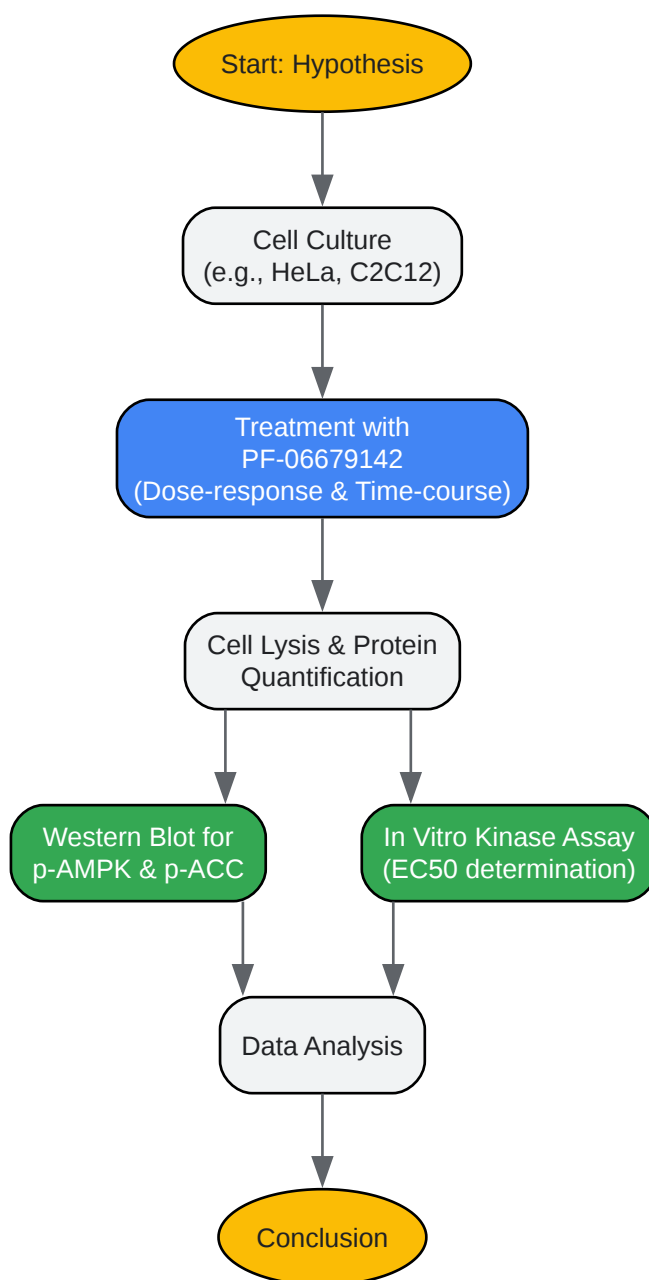 Start: Hypothesis
Cell Culture
(e.g., HeLa, C2C12)
Treatment with
PF-06679142
(Dose-response & Time-course)
Cell Lysis & Protein
Quantification
Western Blot for
p-AMPK & p-ACC
In Vitro Kinase Assay
(EC50 determination)
Data Analysis
Conclusion